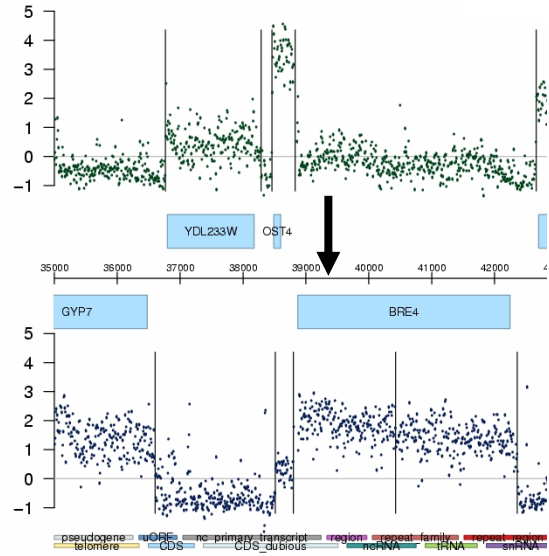 5
4
3
2
1
0
−1
YDL233W OST4
35000 36000 37000 38000 39000 40000 41000 42000
GYP7 BRE4
5
4
3
2
1
0
−1
pseudogene uORF nc_primary_transcript region repeat_family repeat_region
telomere CDS CDS_dubious ncRNA tRNA snRNA